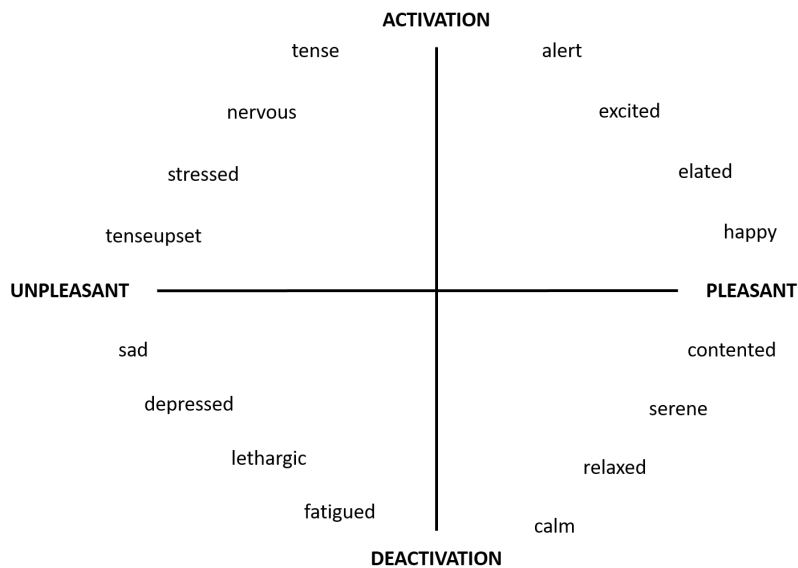 ACTIVATION
tense alert
nervous excited
stressed elated
tenseupset happy
UNPLEASANT PLEASANT
sad contented
depressed serene
lethargic relaxed
fatigued calm
DEACTIVATION